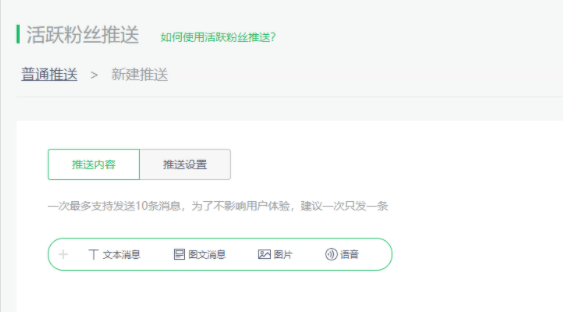 活跃粉丝推送 如何使用活跃粉丝推送?
普通推送 > 新建推送
推送内容 推送设置
一次最多支持发送10条消息，为了不影响用户体验，建议一次只发一条
文本消息 图文消息 图片 语音